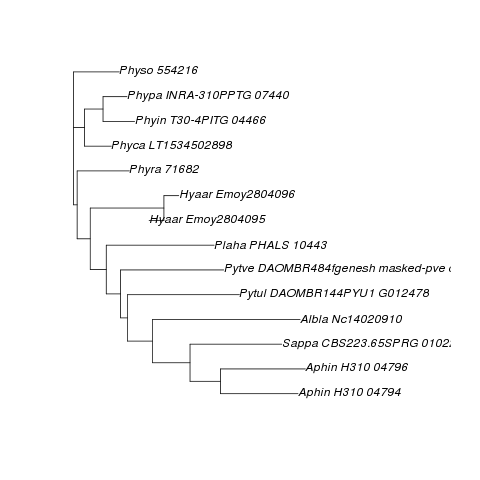 Physo 554216
Phypa INRA-310PPTG 07440
Phyin T30-4PITG 04466
Phyca LT1534502898
Phyra 71682
Hyaar Emoy2804096
Hyaar Emoy2804095
Plaha PHALS 10443
Pytve DAOMBR484fgenesh masked-pve
Pytul DAOMBR144PYU1 G012478
Albla Nc14020910
Sappa CBS223.65SPRG
Aphin H310 04796
Aphin H310 04794